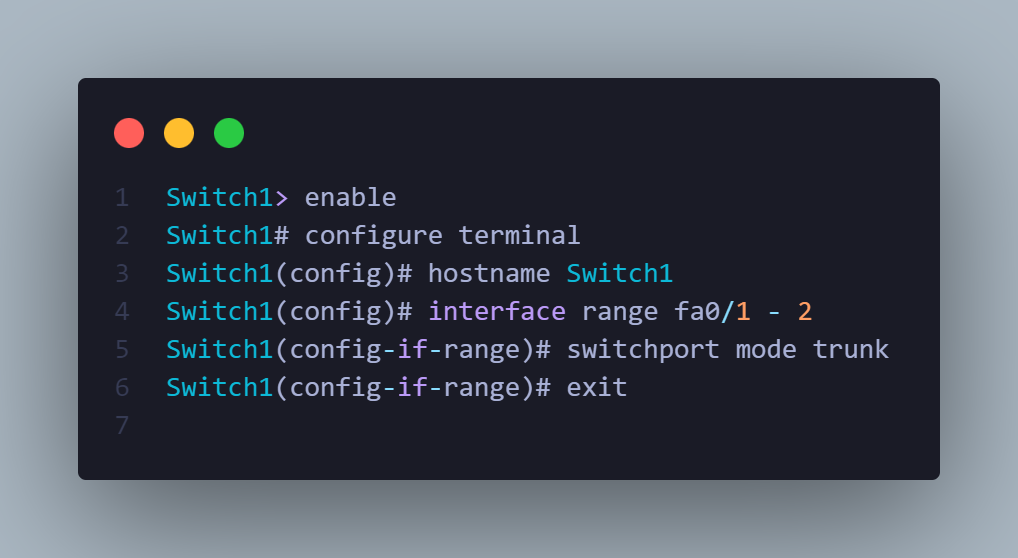 1 Switch1> enable
2 Switch1# configure terminal
3 Switch1(config)# hostname Switch1
4 Switch1(config)# interface range fa0/1 - 2
5 Switch1(config-if-range)# switchport mode trunk
6 Switch1(config-if-range)# exit
7